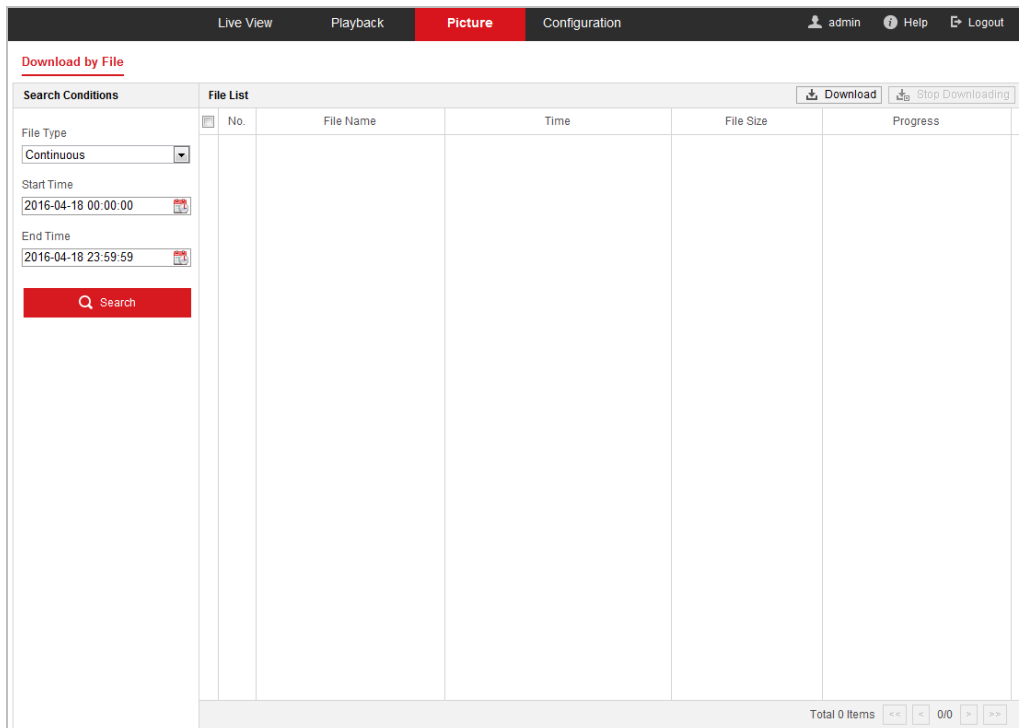 Live View Playback Picture Configuration admin Help Logout
Download by File
Search Conditions
File List Download Stop Downloading
No. File Name Time File Size Progress
File Type
Continuous
Start Time
2016-04-18 00:00:00
End Time
2016-04-18 23:59:59
Search
Total 0 Items << < 0/0 > >>